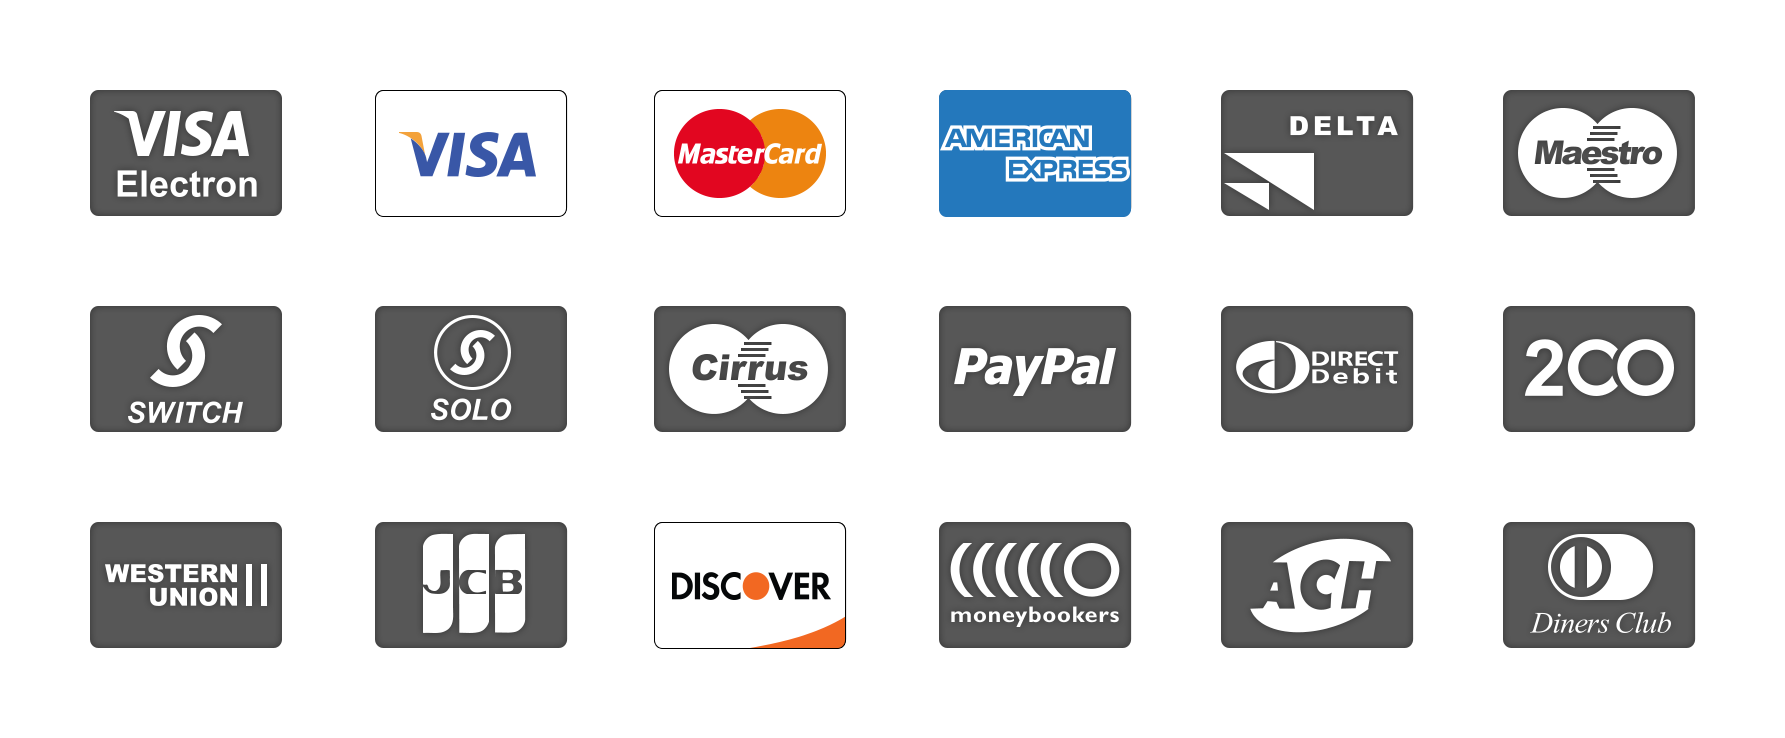 VISA
Electron
VISA
MasterCard
AMERICAN
EXPRESS
DELTA
Maestro
SWITCH
SOLO
Cirrus
PayPal
DIRECT
Debit
2CO
WESTERN
UNION
JCB
DISCOVER
moneybookers
ACH
Diners Club